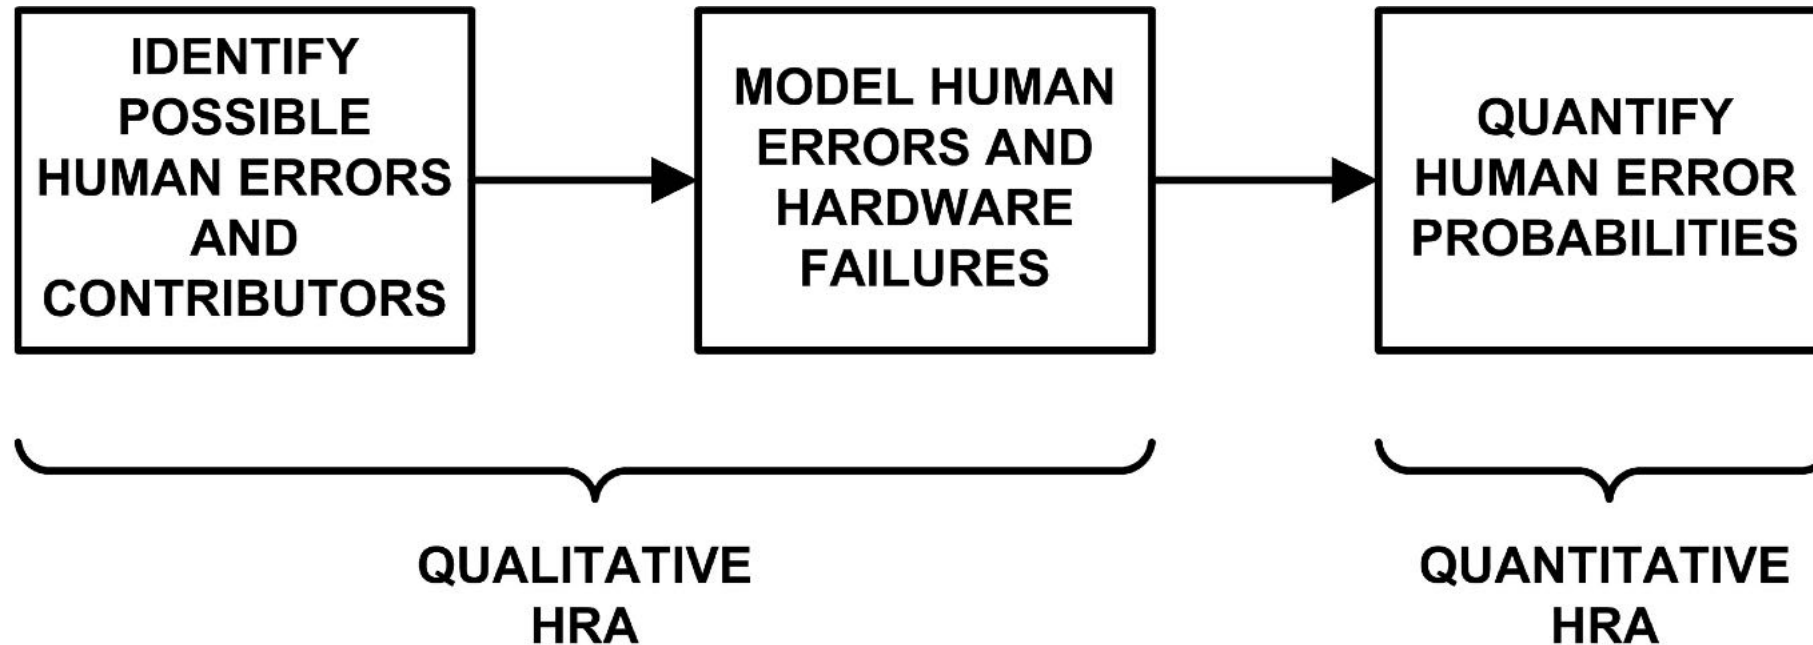 IDENTIFY
POSSIBLE
HUMAN ERRORS
AND
CONTRIBUTORS
MODEL HUMAN
ERRORS AND
HARDWARE
FAILURES
QUANTIFY
HUMAN ERROR
PROBABILITIES
QUALITATIVE
HRA
QUANTITATIVE
HRA